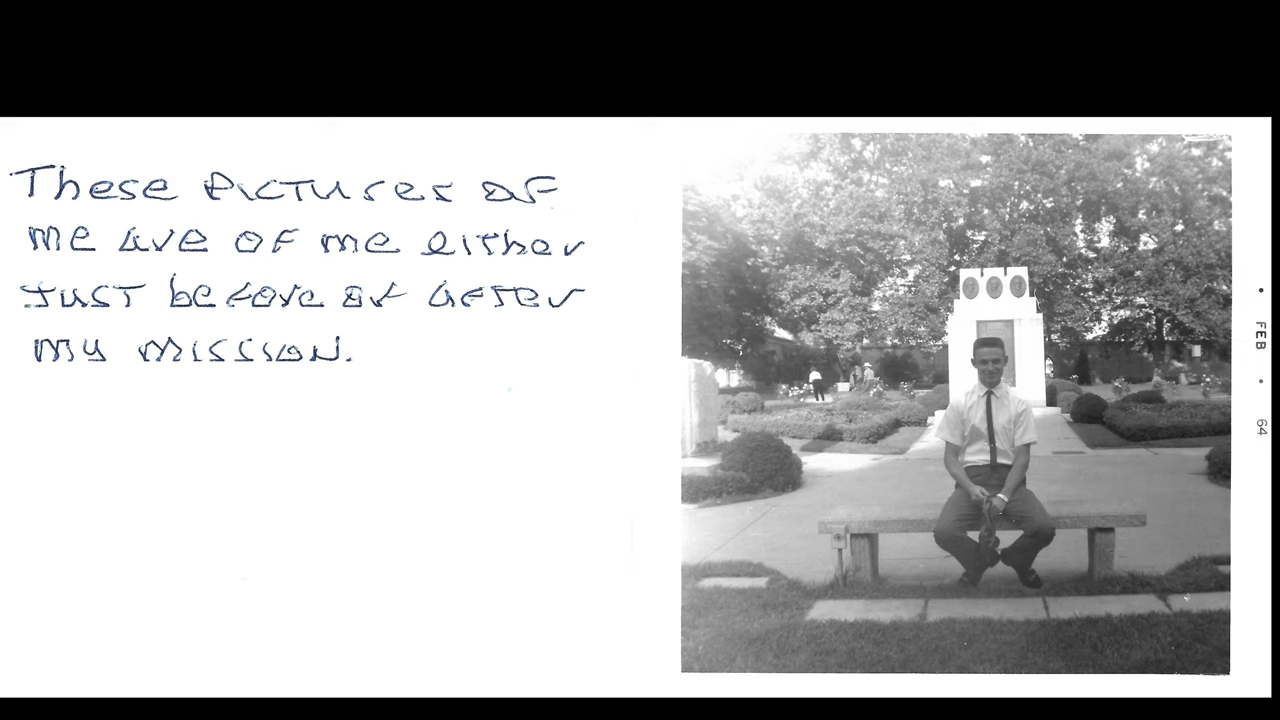 These Pictures of
me are of me either
Just before or after
my mission.
• FEB • 64